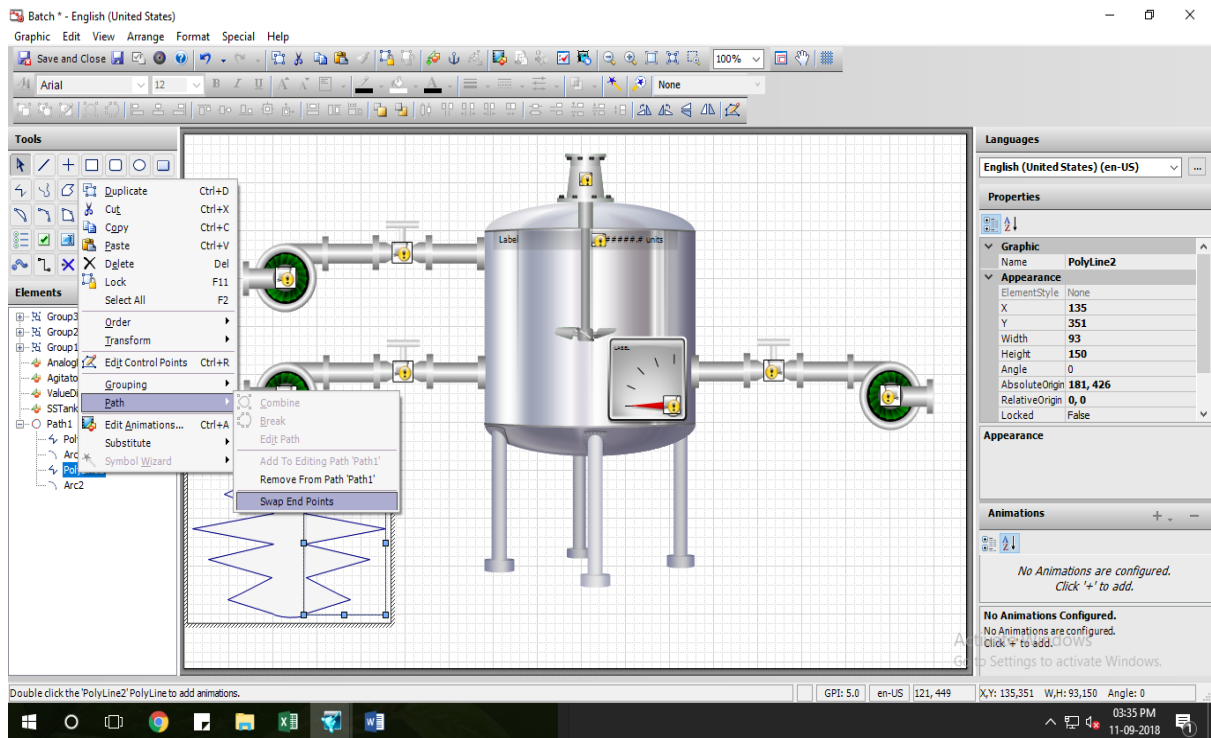 Batch * - English (United States)
Graphic Edit View Arrange Format Special Help
Save and Close 100%
Arial 12 B I U A None
Tools
Languages
English (United States) (en-US) ...
Properties
Graphic
Name PolyLine2
Appearance
ElementStyle None
X 135
Y 351
Width 93
Height 150
Angle 0
AbsoluteOrigin 181, 426
RelativeOrigin 0, 0
Locked False
Appearance
Animations
No Animations are configured.
Click '+' to add.
No Animations Configured.
No Animations are configured.
Click '+' to add.
Activate Windows
Go to Settings to activate Windows.
Elements
Group3
Group2
Group1
Agitato
SSTank
Path1
Pol
Arc
Arc2
Duplicate Ctrl+D
Cut Ctrl+X
Copy Ctrl+C
Paste Ctrl+V
Delete Del
Lock F11
Select All F2
Order
Transform
Edit Control Points Ctrl+R
Grouping
Path
Edit Animations... Ctrl+A
Substitute
Symbol Wizard
Combine
Break
Edit Path
Add To Editing Path 'Path1'
Remove From Path 'Path1'
Swap End Points
Label
#####.# units
LABEL
Double click the 'PolyLine2' PolyLine to add animations.
GPI: 5.0 en-US 121, 449 X,Y: 135,351 W,H: 93,150 Angle: 0
03:35 PM
11-09-2018